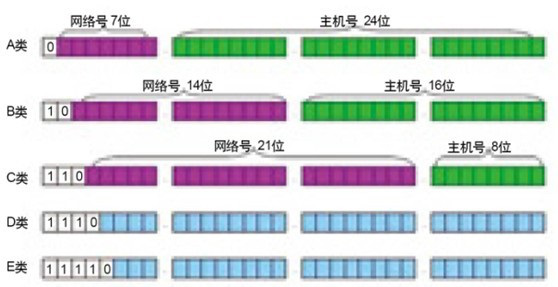 网络号 7位 主机号 24位
A类 0
网络号 14位 主机号 16位
B类 1 0
网络号 21位 主机号 8位
C类 1 1 0
D类 1 1 1 0
E类 1 1 1 1 0